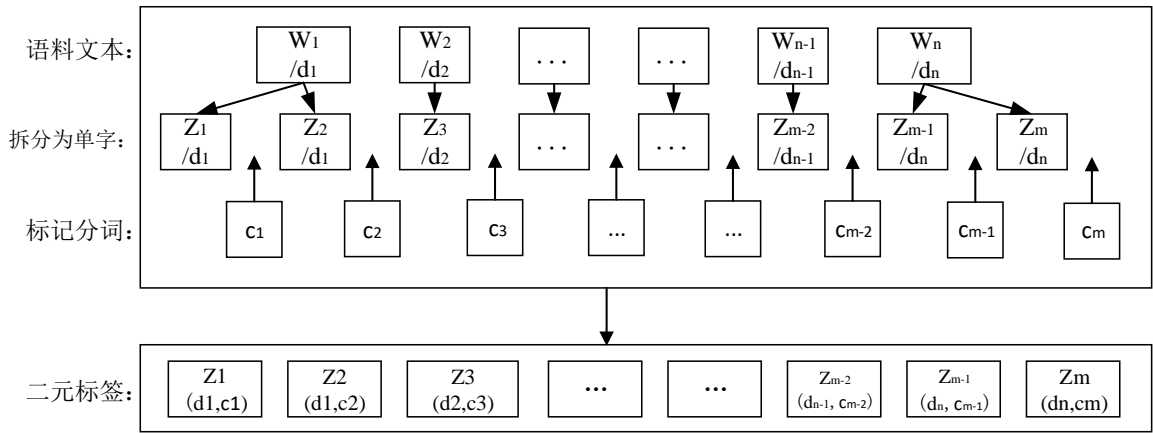 语料文本：
W1 W2 ... ... Wn-1 Wn
/d1 /d2 /dn-1 /dn
拆分为单字：
Z1 Z2 Z3 ... ... Zm-2 Zm-1 Zm
/d1 /d1 /d2 /dn-1 /dn /dn
标记分词：
c1 c2 c3 ... ... cm-2 cm-1 cm
二元标签：
Z1 Z2 Z3 ... ... Zm-2 Zm-1 Zm
(d1,c1) (d1,c2) (d2,c3) (dn-1, cm-2) (dn, cm-1) (dn,cm)